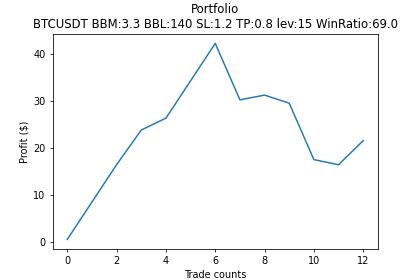 Portfolio
BTCUSDT BBM:3.3 BBL:140 SL:1.2 TP:0.8 lev:15 WinRatio:69.0
40
30
20
10
0
Profit ($)
0 2 4 6 8 10 12
Trade counts